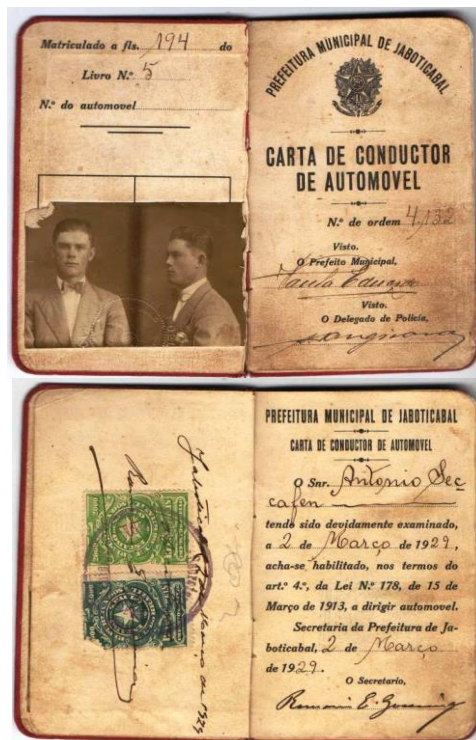 Matriculado a fls. 194 do
Livro N.º 5
N.º do automovel
PREFEITURA MUNICIPAL DE JABOTICABAL
CARTA DE CONDUCTOR
DE AUTOMOVEL
N.º de ordem 4,132
Visto.
O Prefeito Municipal,
Visto.
O Delegado de Policia,
PREFEITURA MUNICIPAL DE JABOTICABAL
CARTA DE CONDUCTOR DE AUTOMOVEL
O Snr. Antonio Sec
cafen
tendo sido devidamente examinado,
a 2 de Março de 1929,
acha-se habilitado, nos termos do
art.º 4.º, da Lei N.º 178, de 15 de
Março de 1913, a dirigir automovel.
Secretaria da Prefeitura de Ja-
boticabal, 2 de Março
de 1929.
O Secretario,